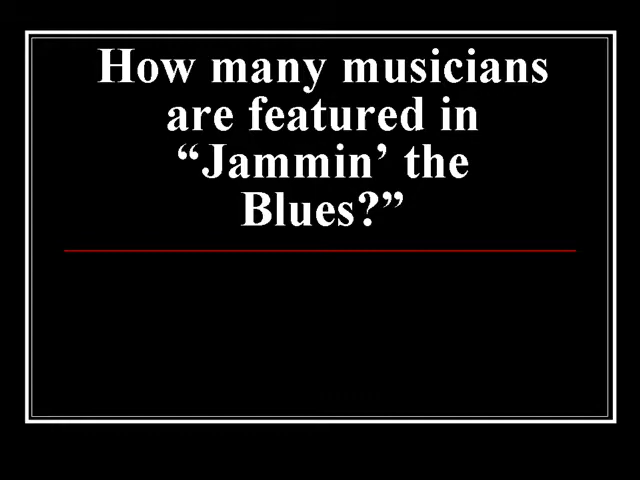 How many musicians
are featured in
“Jammin’ the
Blues?”